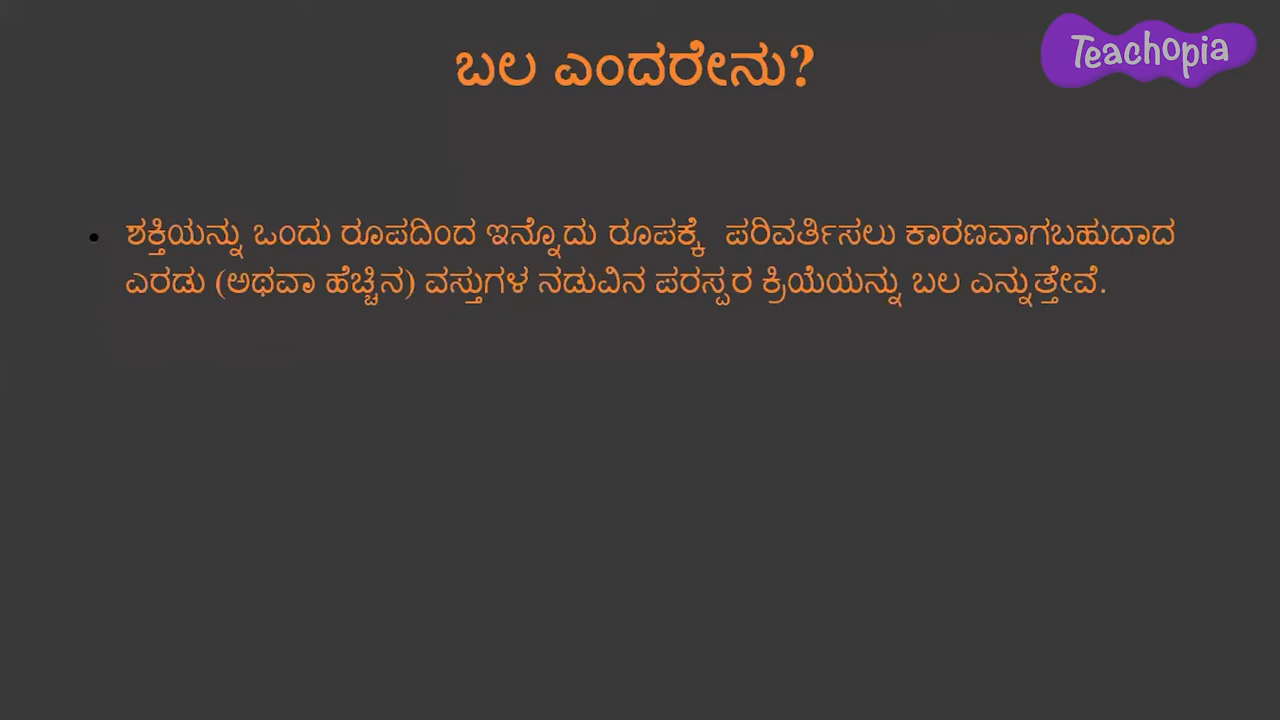 ಬಲ ಎಂದರೇನು?
Teachopia
• ಶಕ್ತಿಯನ್ನು ಒಂದು ರೂಪದಿಂದ ಇನ್ನೊದು ರೂಪಕ್ಕೆ ಪರಿವರ್ತಿಸಲು ಕಾರಣವಾಗಬಹುದಾದ
ಎರಡು (ಅಥವಾ ಹೆಚ್ಚಿನ) ವಸ್ತುಗಳ ನಡುವಿನ ಪರಸ್ಪರ ಕ್ರಿಯೆಯನ್ನು ಬಲ ಎನ್ನುತ್ತೇವೆ.